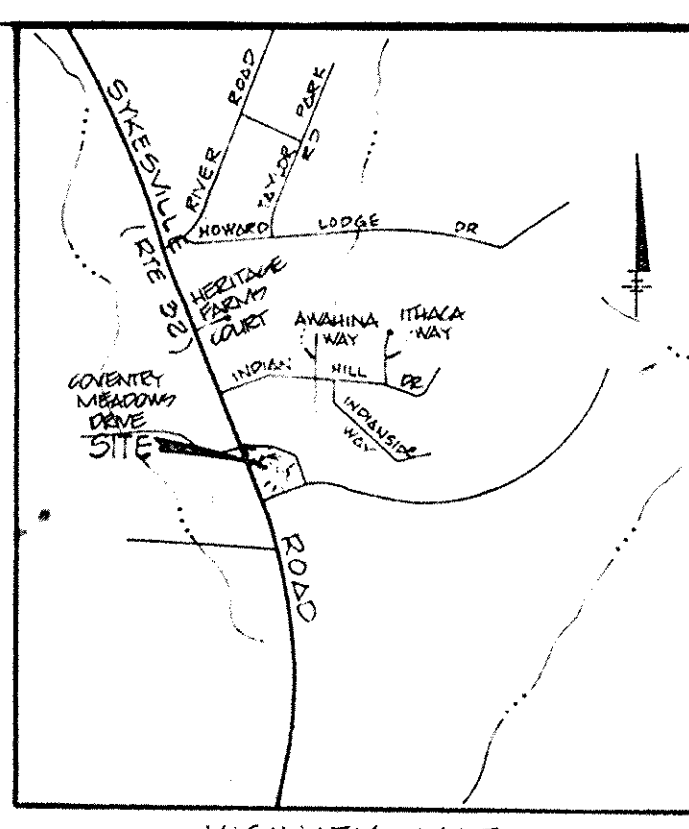 SYKESVILLE
(RTE 32)
ROAD
RIVER ROAD
TAYLOR PARK
RD
HOWARD LODGE DR
HERITAGE
FARMS
COURT
AWAHINA
WAY
ITHACA
WAY
INDIAN HILL DR
INDIANSIDE
WAY
COVENTRY
MEADOWS
DRIVE
SITE